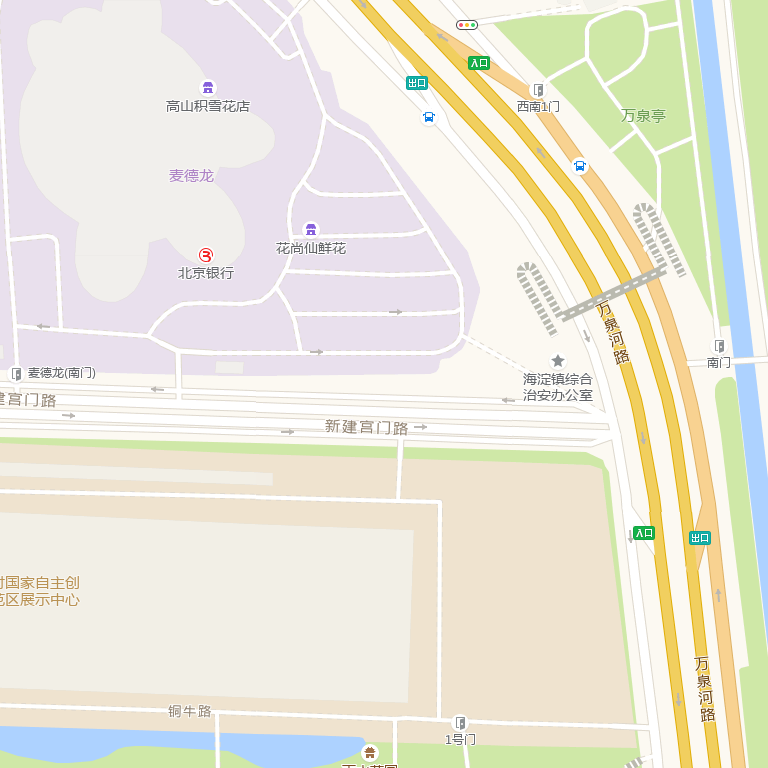 入口
出口
西南1门
高山积雪花店
万泉亭
麦德龙
花尚仙鲜花
北京银行
万泉河路
南门
麦德龙(南门)
海淀镇综合
治安办公室
建宫门路
新建宫门路
入口
出口
国家自主创
区展示中心
万泉河路
铜牛路
1号门